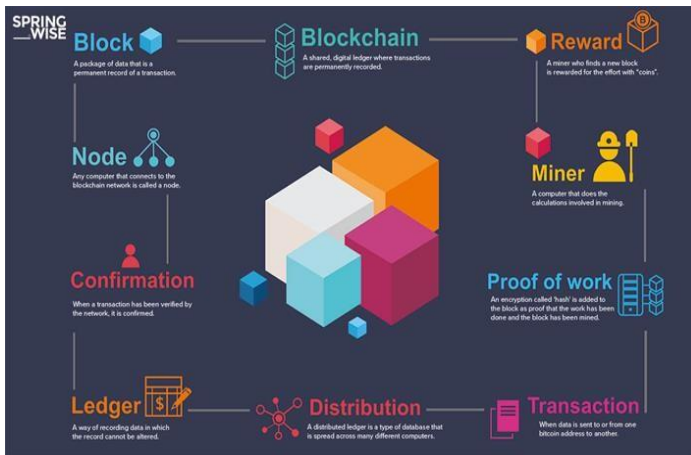 SPRING
__WISE
Block
A package of data that is a
permanent record of a transaction.
Blockchain
A shared, digital ledger where transactions
are permanently recorded.
Reward
A miner who finds a new block
is rewarded for the effort with "coins".
Node
Any computer that connects to the
blockchain network is called a node.
Miner
A computer that does the
calculations involved in mining.
Confirmation
When a transaction has been verified by
the network, it is confirmed.
Proof of work
An encryption called 'hash' is added to
the block as proof that the work has been
done and the block has been mined.
Ledger
$
A way of recording data in which
the record cannot be altered.
Distribution
A distributed ledger is a type of database that
is spread across many different computers.
Transaction
When data is sent to or from one
bitcoin address to another.